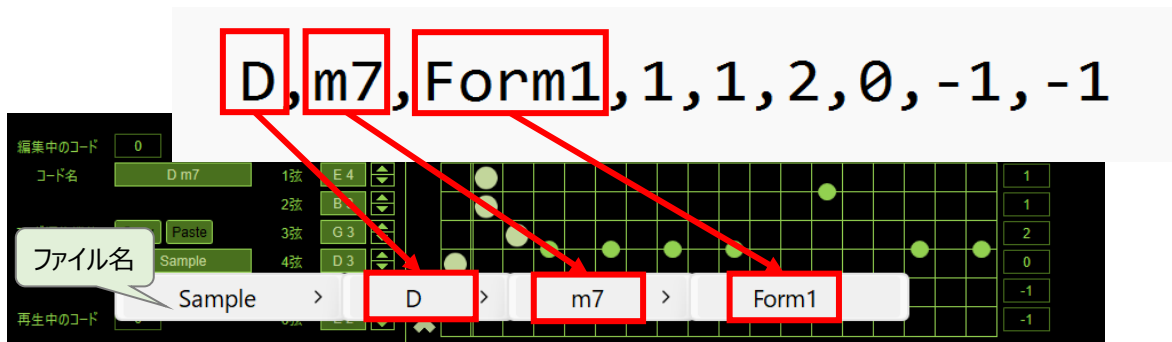 D,m7,Form1,1,1,2,0,-1,-1
編集中のコード 0
コード名 D m7 1弦 E 4 1
2弦 1
Paste 3弦 G 3 2
ファイル名
Sample 4弦 D 3 0
Sample > D > m7 > Form1 -1
再生中のコード -1